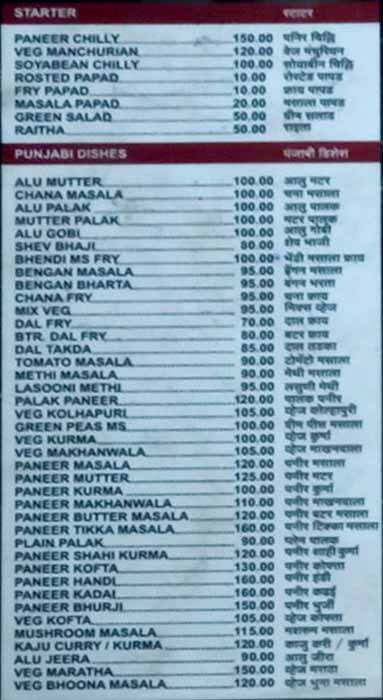 STARTER स्टाटर
PANEER CHILLY 150.00 पनिर चिल्लि
VEG MANCHURIAN 120.00 वेज मंचुरियन
SOYABEAN CHILLY 100.00 सोयाबीन चिल्लि
ROSTED PAPAD 10.00 रोस्टेड पापड
FRY PAPAD 10.00 फ्राय पापड
MASALA PAPAD 20.00 मसाला पापड
GREEN SALAD 50.00 ग्रीन सलाड
RAITHA 50.00 राइता
PUNJABI DISHES पंजाबी डिशेस
ALU MUTTER 100.00 आलु मटर
CHANA MASALA 100.00 चना मसाला
ALU PALAK 100.00 आलु पालक
MUTTER PALAK 100.00 मटर पालक
ALU GOBI 100.00 आलु गोबी
SHEV BHAJI 80.00 शेव भाजी
BHENDI MS FRY 100.00 भेंडी मसाला फ्राय
BENGAN MASALA 95.00 बैंगन मसाला
BENGAN BHARTA 95.00 बैंगन भरता
CHANA FRY 95.00 चना फ्राय
MIX VEG 95.00 मिक्स व्हेज
DAL FRY 70.00 दाल फ्राय
BTR. DAL FRY 80.00 बटर फ्राय
DAL TAKDA 85.00 दाल तडका
TOMATO MASALA 90.00 टोमॅटो मसाला
METHI MASALA 90.00 मेथी मसाला
LASOONI METHI 95.00 लसुणी मेथी
PALAK PANEER 120.00 पालक पनीर
VEG KOLHAPURI 105.00 व्हेज कोल्हापुरी
GREEN PEAS MS 100.00 ग्रीण पीस मसाला
VEG KURMA 100.00 व्हेज कुर्मा
VEG MAKHANWALA 105.00 व्हेज माखनवाला
PANEER MASALA 120.00 पनीर मसाला
PANEER MUTTER 125.00 पनीर मटर
PANEER KURMA 100.00 पनीर कुर्मा
PANEER MAKHANWALA 110.00 पनीर माखनवाला
PANEER BUTTER MASALA 120.00 पनीर बटर मसाला
PANEER TIKKA MASALA 160.00 पनीर टिक्का मसाला
PLAIN PALAK 90.00 प्लेन पालक
PANEER SHAHI KURMA 120.00 पनीर शाही कुर्मा
PANEER KOFTA 130.00 पनीर कोफ्ता
PANEER HANDI 160.00 पनीर हंडी
PANEER KADAI 160.00 पनीर कढई
PANEER BHURJI 150.00 पनीर भुर्जी
VEG KOFTA 105.00 व्हेज कोफ्ता
MUSHROOM MASALA 115.00 मशरुम मसाला
KAJU CURRY / KURMA 120.00 काजु करी / कुर्मा
ALU JEERA 90.00 आलु जीरा
VEG MARATHA 150.00 व्हेज मराठा
VEG BHOONA MASALA 120.00 व्हेज भुना मसाला